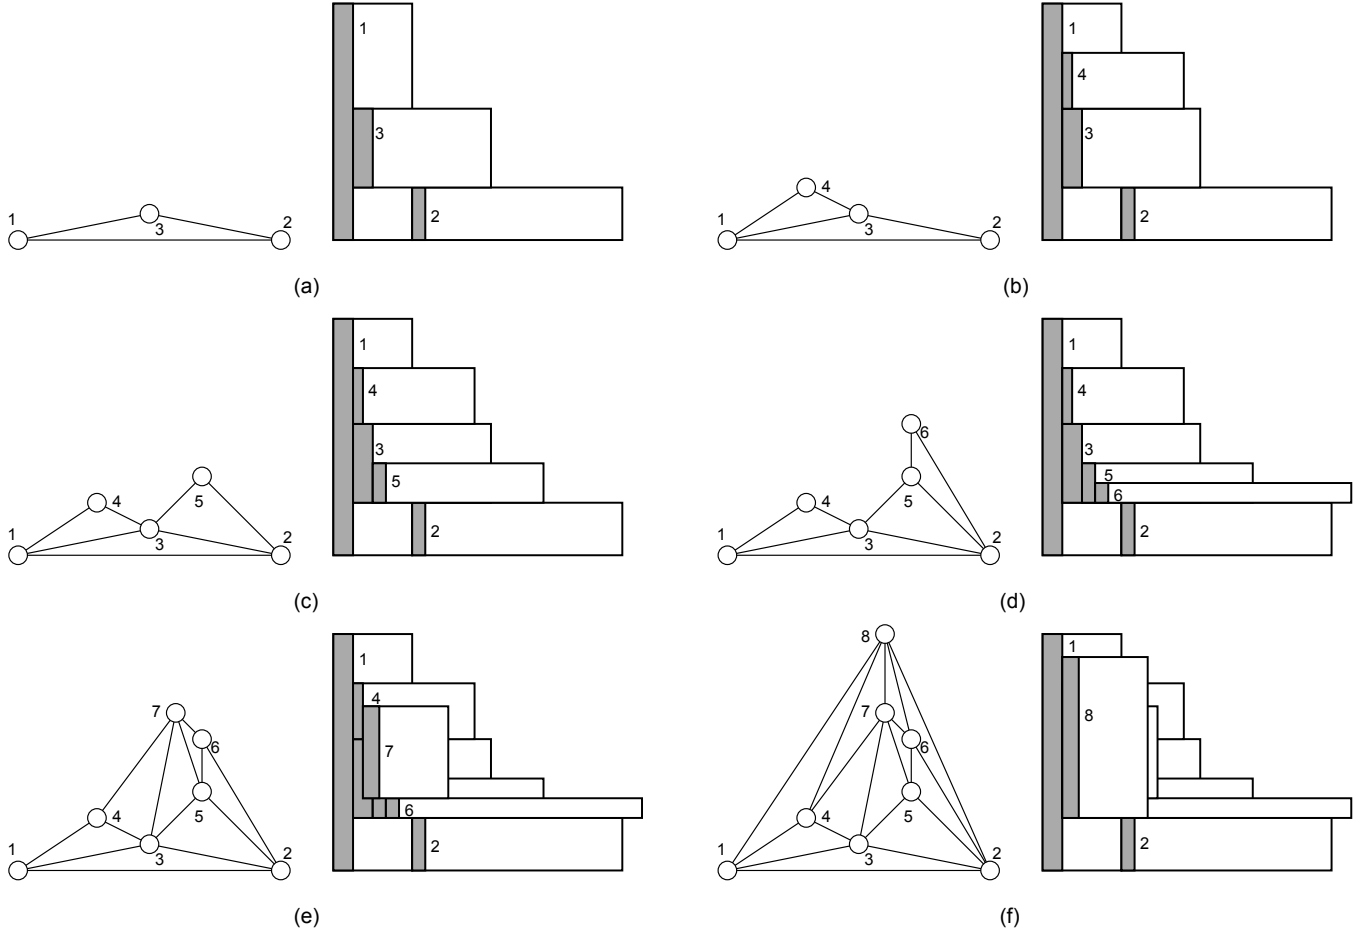 1 3 2 1 3 2
(a)
1 4 3 2 1 4 3 2
(b)
1 4 3 5 2 1 4 3 5 2
(c)
1 4 3 5 6 2 1 4 3 5 6 2
(d)
1 4 7 3 5 6 2 1 4 7 6 2
(e)
1 8 4 7 3 5 6 2 1 8 2
(f)